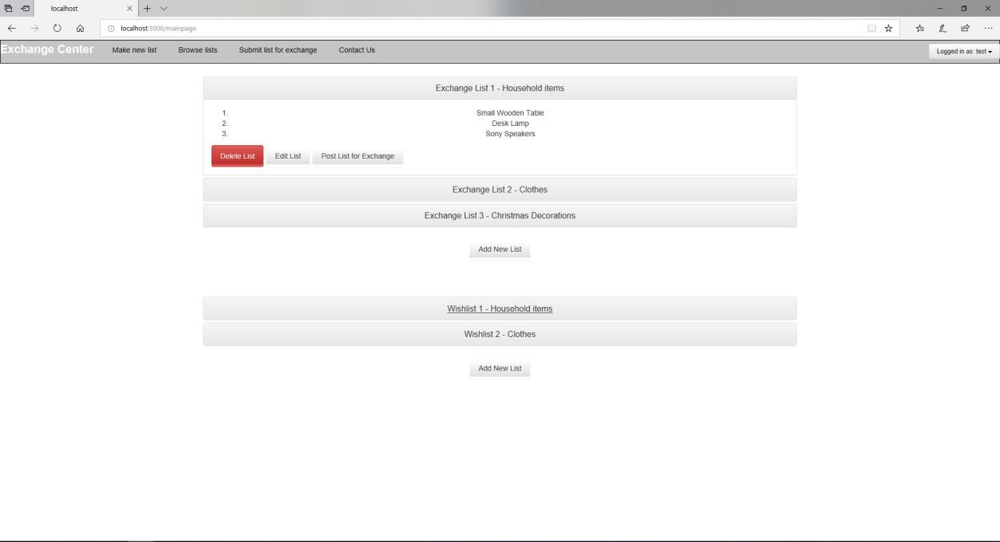 localhost
localhost:3000/mainpage
Exchange Center Make new list Browse lists Submit list for exchange Contact Us Logged in as: test
Exchange List 1 - Household items
1. Small Wooden Table
2. Desk Lamp
3. Sony Speakers
Delete List Edit List Post List for Exchange
Exchange List 2 - Clothes
Exchange List 3 - Christmas Decorations
Add New List
Wishlist 1 - Household items
Wishlist 2 - Clothes
Add New List